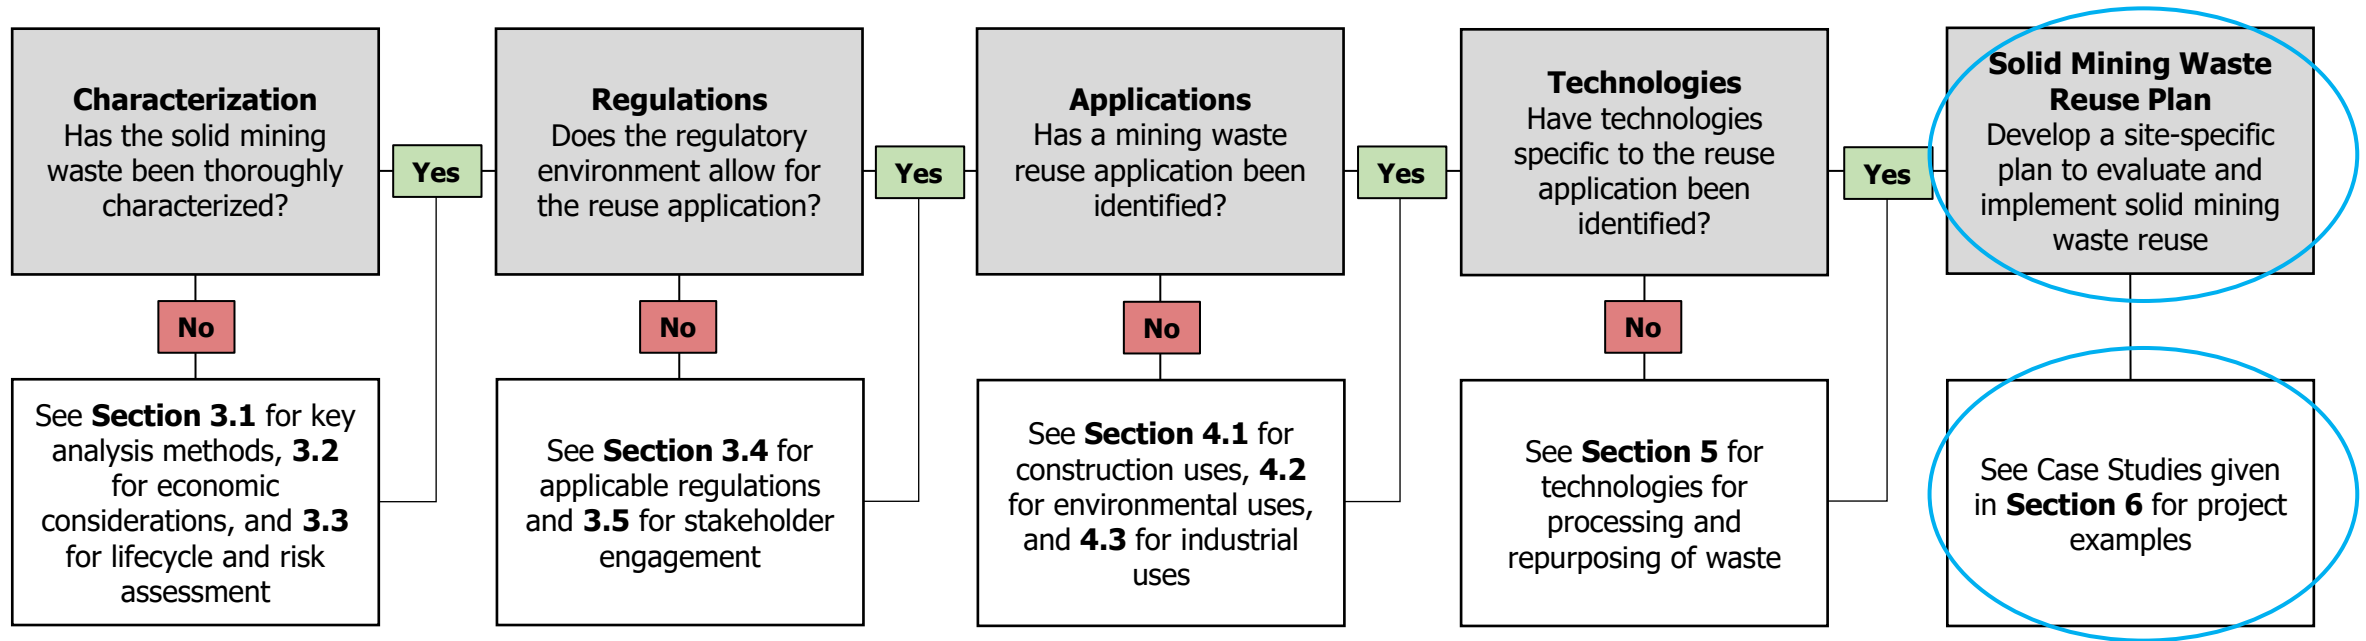 Characterization
Has the solid mining
waste been thoroughly
characterized?
Yes
Regulations
Does the regulatory
environment allow for
the reuse application?
Yes
Applications
Has a mining waste
reuse application been
identified?
Yes
Technologies
Have technologies
specific to the reuse
application been
identified?
Yes
Solid Mining Waste
Reuse Plan
Develop a site-specific
plan to evaluate and
implement solid mining
waste reuse
No
No
No
No
See Section 3.1 for key
analysis methods, 3.2
for economic
considerations, and 3.3
for lifecycle and risk
assessment
See Section 3.4 for
applicable regulations
and 3.5 for stakeholder
engagement
See Section 4.1 for
construction uses, 4.2
for environmental uses,
and 4.3 for industrial
uses
See Section 5 for
technologies for
processing and
repurposing of waste
See Case Studies given
in Section 6 for project
examples